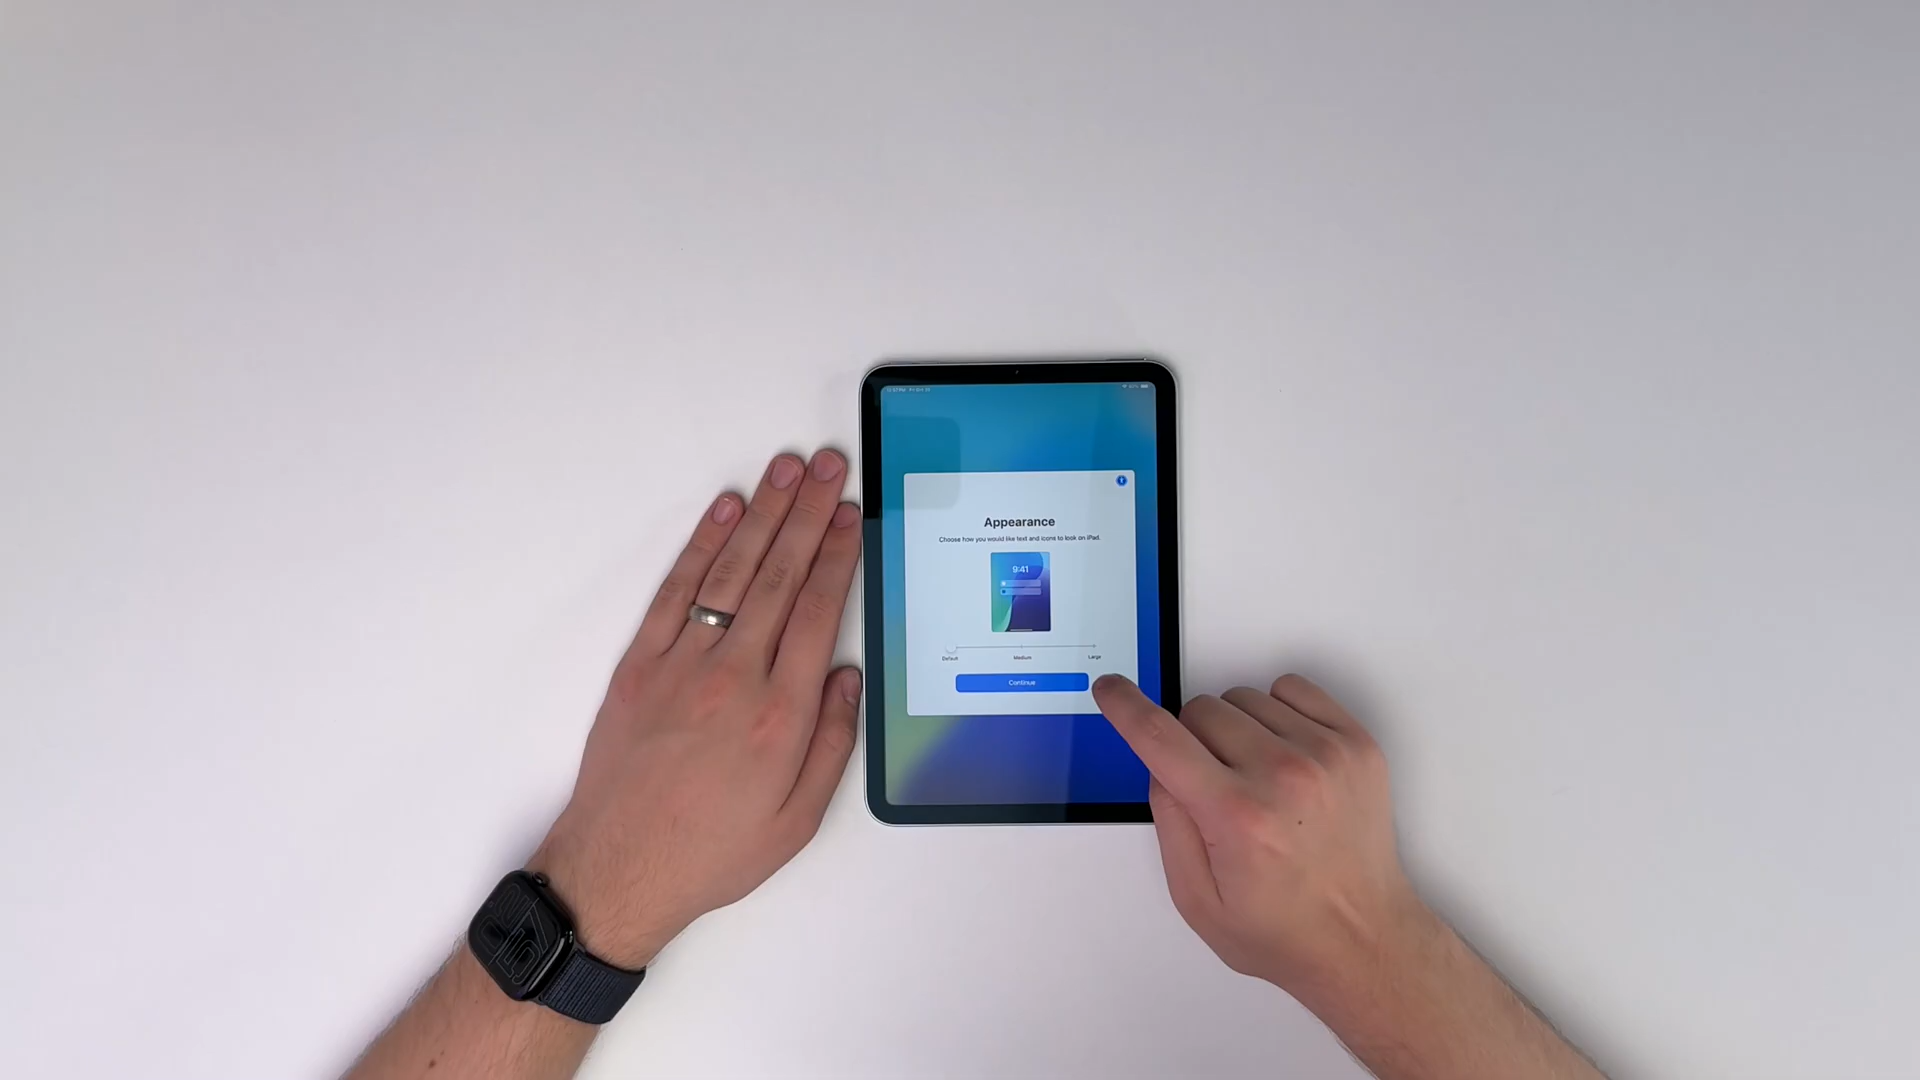 Appearance
Choose how you would like text and icons to look on iPad.
9:41
Default Medium Large
Continue